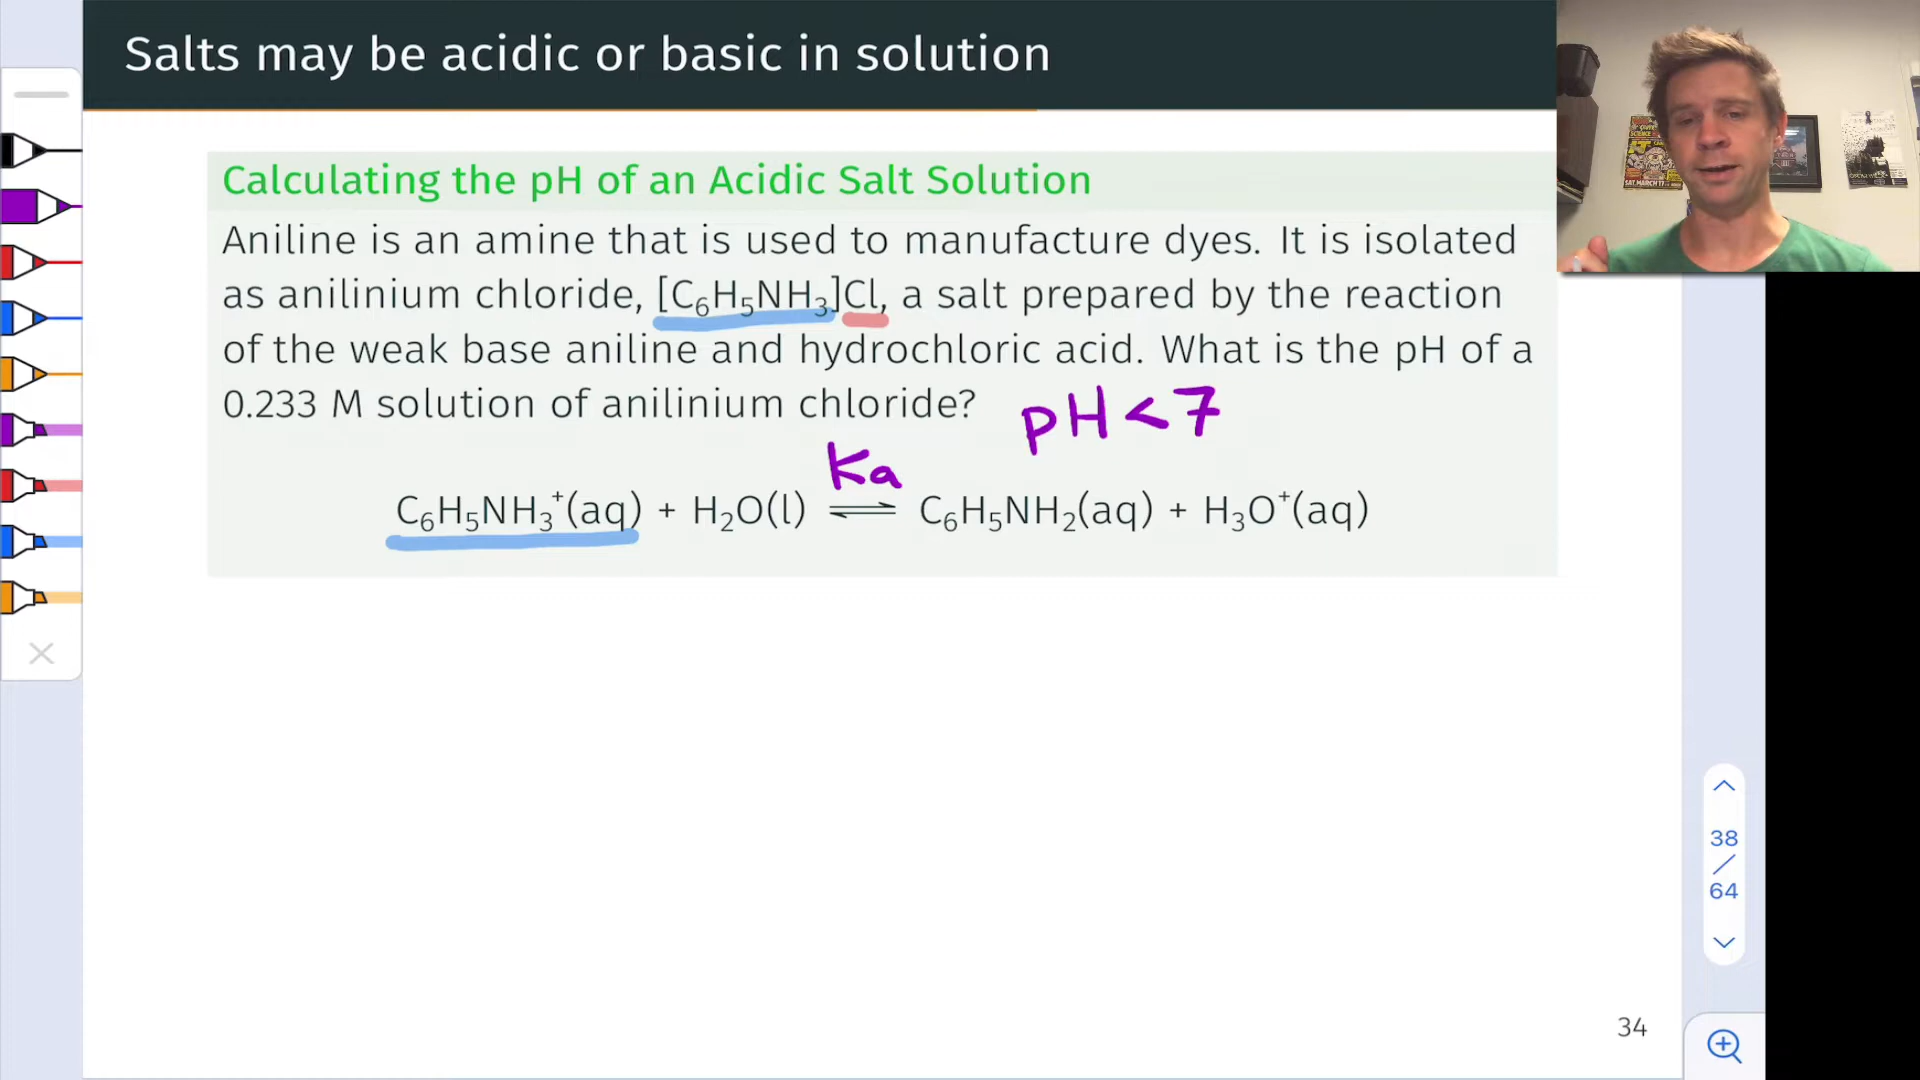 Salts may be acidic or basic in solution
Calculating the pH of an Acidic Salt Solution
Aniline is an amine that is used to manufacture dyes. It is isolated
as anilinium chloride, [C₆H₅NH₃]Cl, a salt prepared by the reaction
of the weak base aniline and hydrochloric acid. What is the pH of a
0.233 M solution of anilinium chloride?
pH < 7
Ka
C₆H₅NH₃⁺(aq) + H₂O(l) ⇌ C₆H₅NH₂(aq) + H₃O⁺(aq)
38
/
64
34